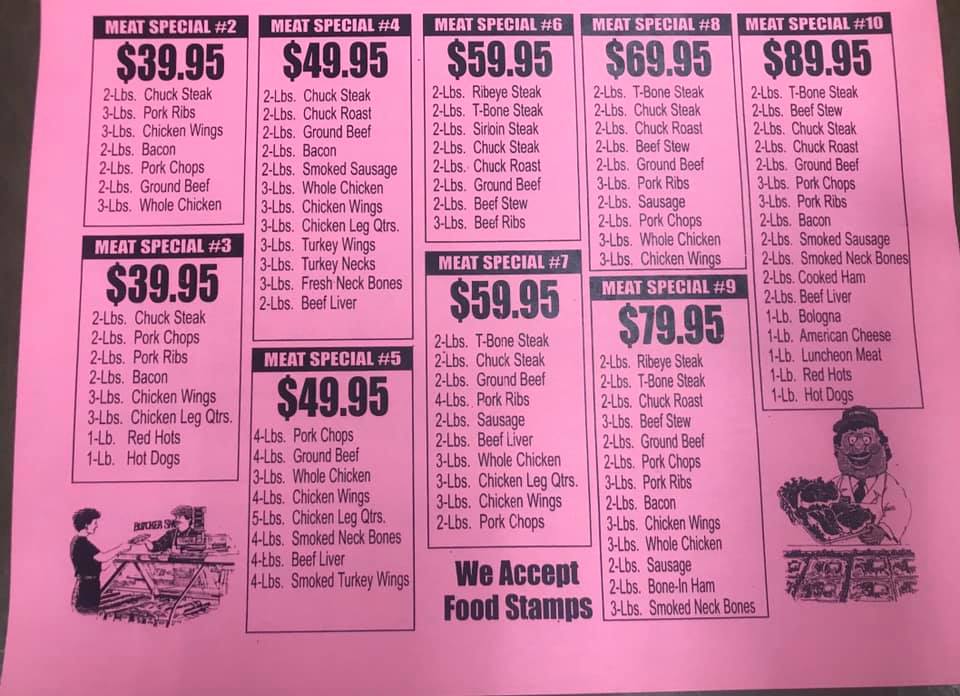 MEAT SPECIAL #2
$39.95
2-Lbs. Chuck Steak
3-Lbs. Pork Ribs
3-Lbs. Chicken Wings
2-Lbs. Bacon
2-Lbs. Pork Chops
2-Lbs. Ground Beef
3-Lbs. Whole Chicken
MEAT SPECIAL #3
$39.95
2-Lbs. Chuck Steak
2-Lbs. Pork Chops
2-Lbs. Pork Ribs
2-Lbs. Bacon
3-Lbs. Chicken Wings
3-Lbs. Chicken Leg Qtrs.
1-Lb. Red Hots
1-Lb. Hot Dogs
MEAT SPECIAL #4
$49.95
2-Lbs. Chuck Steak
2-Lbs. Chuck Roast
2-Lbs. Ground Beef
2-Lbs. Bacon
2-Lbs. Smoked Sausage
3-Lbs. Whole Chicken
3-Lbs. Chicken Wings
3-Lbs. Chicken Leg Qtrs.
3-Lbs. Turkey Wings
3-Lbs. Turkey Necks
3-Lbs. Fresh Neck Bones
2-Lbs. Beef Liver
MEAT SPECIAL #5
$49.95
4-Lbs. Pork Chops
4-Lbs. Ground Beef
3-Lbs. Whole Chicken
4-Lbs. Chicken Wings
5-Lbs. Chicken Leg Qtrs.
4-Lbs. Smoked Neck Bones
4-Lbs. Beef Liver
4-Lbs. Smoked Turkey Wings
MEAT SPECIAL #6
$59.95
2-Lbs. Ribeye Steak
2-Lbs. T-Bone Steak
2-Lbs. Sirloin Steak
2-Lbs. Chuck Steak
2-Lbs. Chuck Roast
2-Lbs. Ground Beef
2-Lbs. Beef Stew
3-Lbs. Beef Ribs
MEAT SPECIAL #7
$59.95
2-Lbs. T-Bone Steak
2-Lbs. Chuck Steak
2-Lbs. Ground Beef
4-Lbs. Pork Ribs
2-Lbs. Sausage
2-Lbs. Beef Liver
3-Lbs. Whole Chicken
3-Lbs. Chicken Leg Qtrs.
3-Lbs. Chicken Wings
2-Lbs. Pork Chops
We Accept
Food Stamps
MEAT SPECIAL #8
$69.95
2-Lbs. T-Bone Steak
2-Lbs. Chuck Steak
2-Lbs. Chuck Roast
2-Lbs. Beef Stew
2-Lbs. Ground Beef
3-Lbs. Pork Ribs
2-Lbs. Sausage
2-Lbs. Pork Chops
3-Lbs. Whole Chicken
3-Lbs. Chicken Wings
MEAT SPECIAL #9
$79.95
2-Lbs. Ribeye Steak
2-Lbs. T-Bone Steak
2-Lbs. Chuck Roast
3-Lbs. Beef Stew
2-Lbs. Ground Beef
2-Lbs. Pork Chops
3-Lbs. Pork Ribs
2-Lbs. Bacon
3-Lbs. Chicken Wings
3-Lbs. Whole Chicken
2-Lbs. Sausage
2-Lbs. Bone-In Ham
3-Lbs. Smoked Neck Bones
MEAT SPECIAL #10
$89.95
2-Lbs. T-Bone Steak
2-Lbs. Beef Stew
2-Lbs. Chuck Steak
2-Lbs. Chuck Roast
2-Lbs. Ground Beef
3-Lbs. Pork Chops
3-Lbs. Pork Ribs
2-Lbs. Bacon
2-Lbs. Smoked Sausage
2-Lbs. Smoked Neck Bones
2-Lbs. Cooked Ham
2-Lbs. Beef Liver
1-Lb. Bologna
1-Lb. American Cheese
1-Lb. Luncheon Meat
1-Lb. Red Hots
1-Lb. Hot Dogs